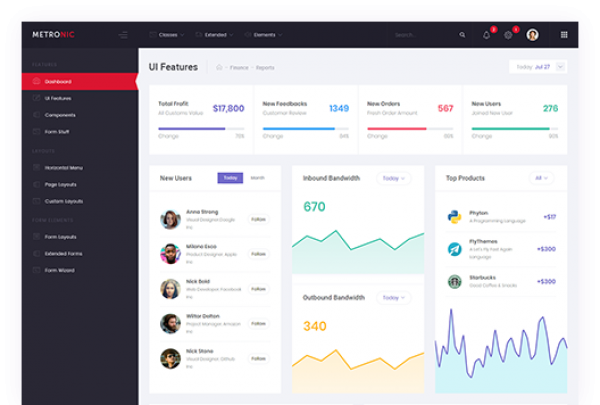 METRONIC
Classes
Extended
Elements
Search...
3
FEATURES
Dashboard
UI Features
Components
Form Stuff
Horizontal Menu
Page Layouts
Custom Layouts
FORM ELEMENTS
Form Layouts
Extended Forms
Form Wizard
UI Features
Finance
Reports
Today: Jul 27
Total Profit
All Customs Value
$17,800
Change
New Feedbacks
Customer Review
1349
Change
New Orders
Fresh Order Amount
567
Change
New Users
Joined New User
276
Change
New Users
Today
Month
Anna Strong
Visual Designer,Google
Inc
Follow
Milano Esco
Product Designer, Apple
Inc
Follow
Nick Bold
Web Developer, Facebook
Inc
Follow
Wiltor Delton
Project Manager, Amazon
Inc
Follow
Nick Stone
Visual Designer, Github
Inc
Follow
Inbound Bandwidth
Today
670
Outbound Bandwidth
Today
340
Top Products
All
Phyton
A Programming Language
+$17
FlyThemes
A Let's Fly Fast Again
Language
+$300
Starbucks
Good Coffee & Snacks
+$300